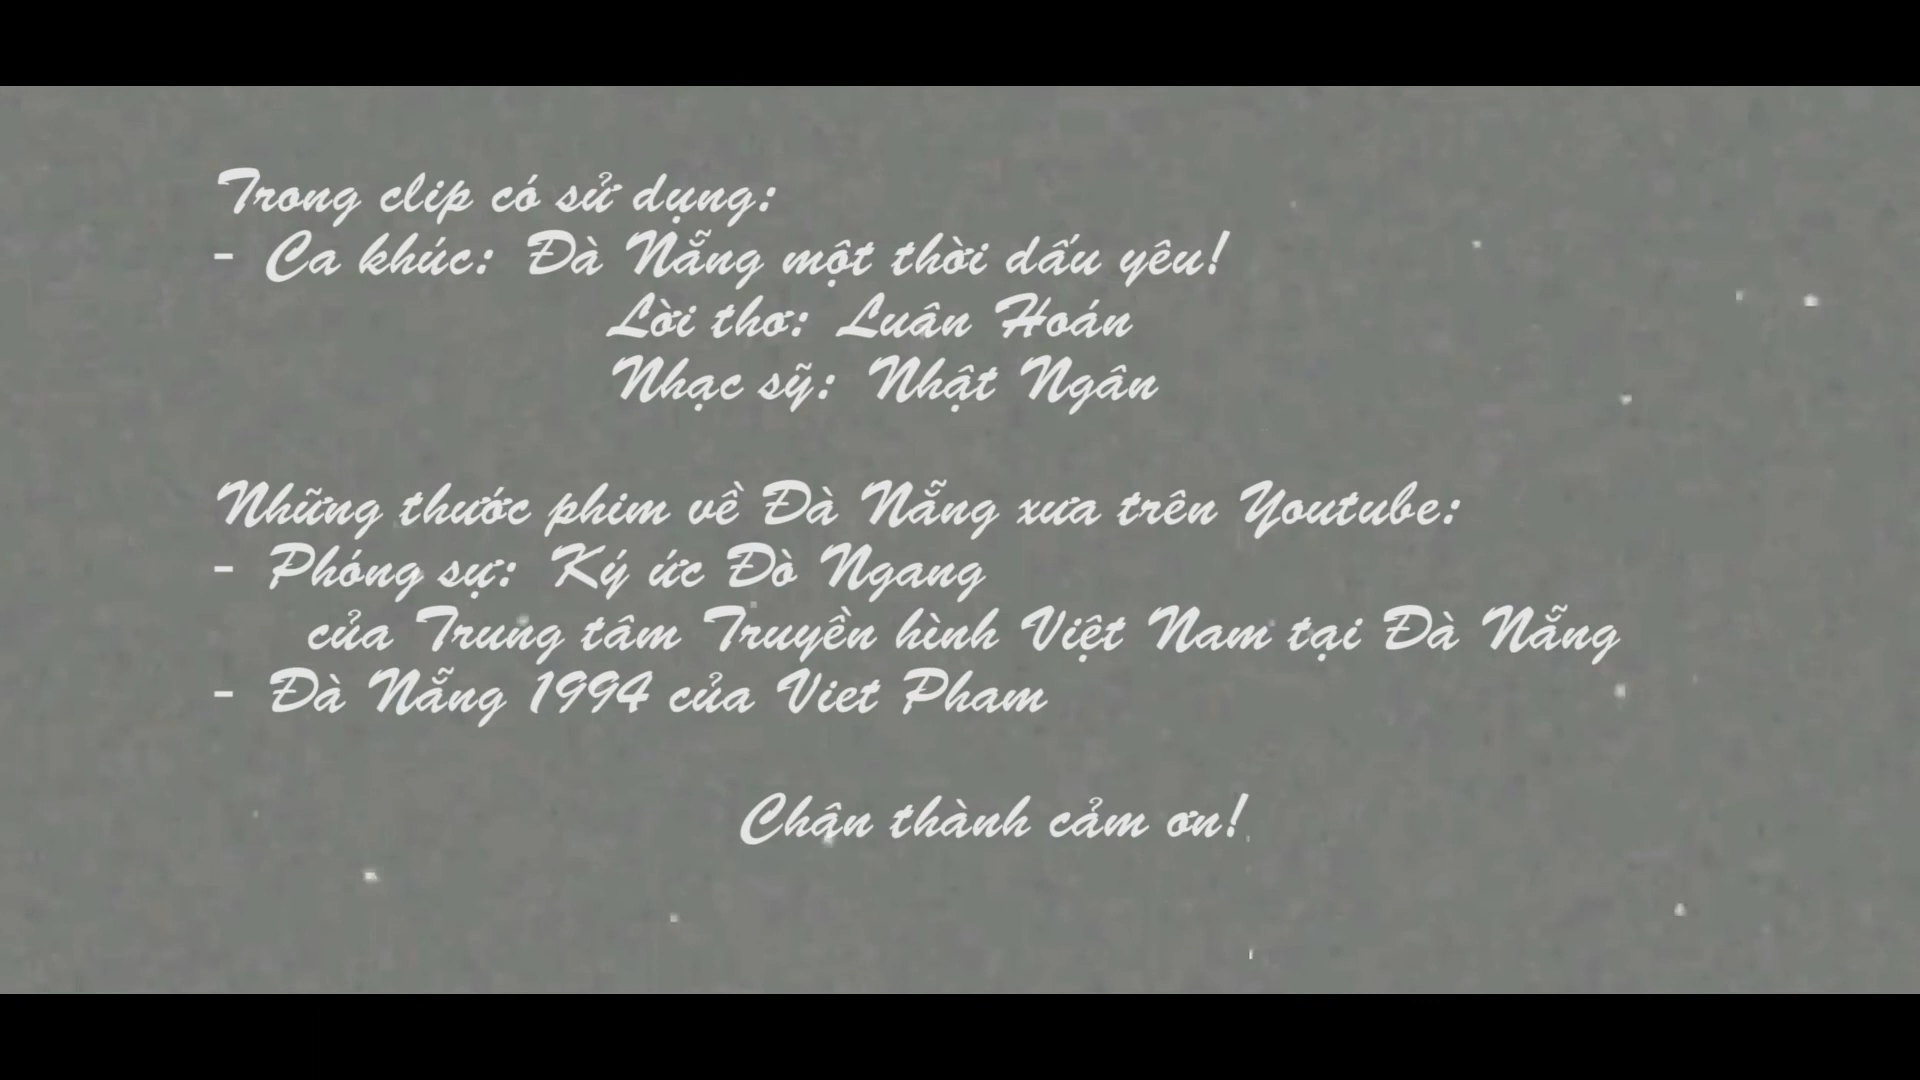 Trong clip có sử dụng:
- Ca khúc: Đà Nẵng một thời dấu yêu!
Lời thơ: Luân Hoán
Nhạc sỹ: Nhật Ngân
Những thước phim về Đà Nẵng xưa trên Youtube:
- Phóng sự: Ký ức Đò Ngang
của Trung tâm Truyền hình Việt Nam tại Đà Nẵng
- Đà Nẵng 1994 của Viet Pham
Chân thành cảm ơn!